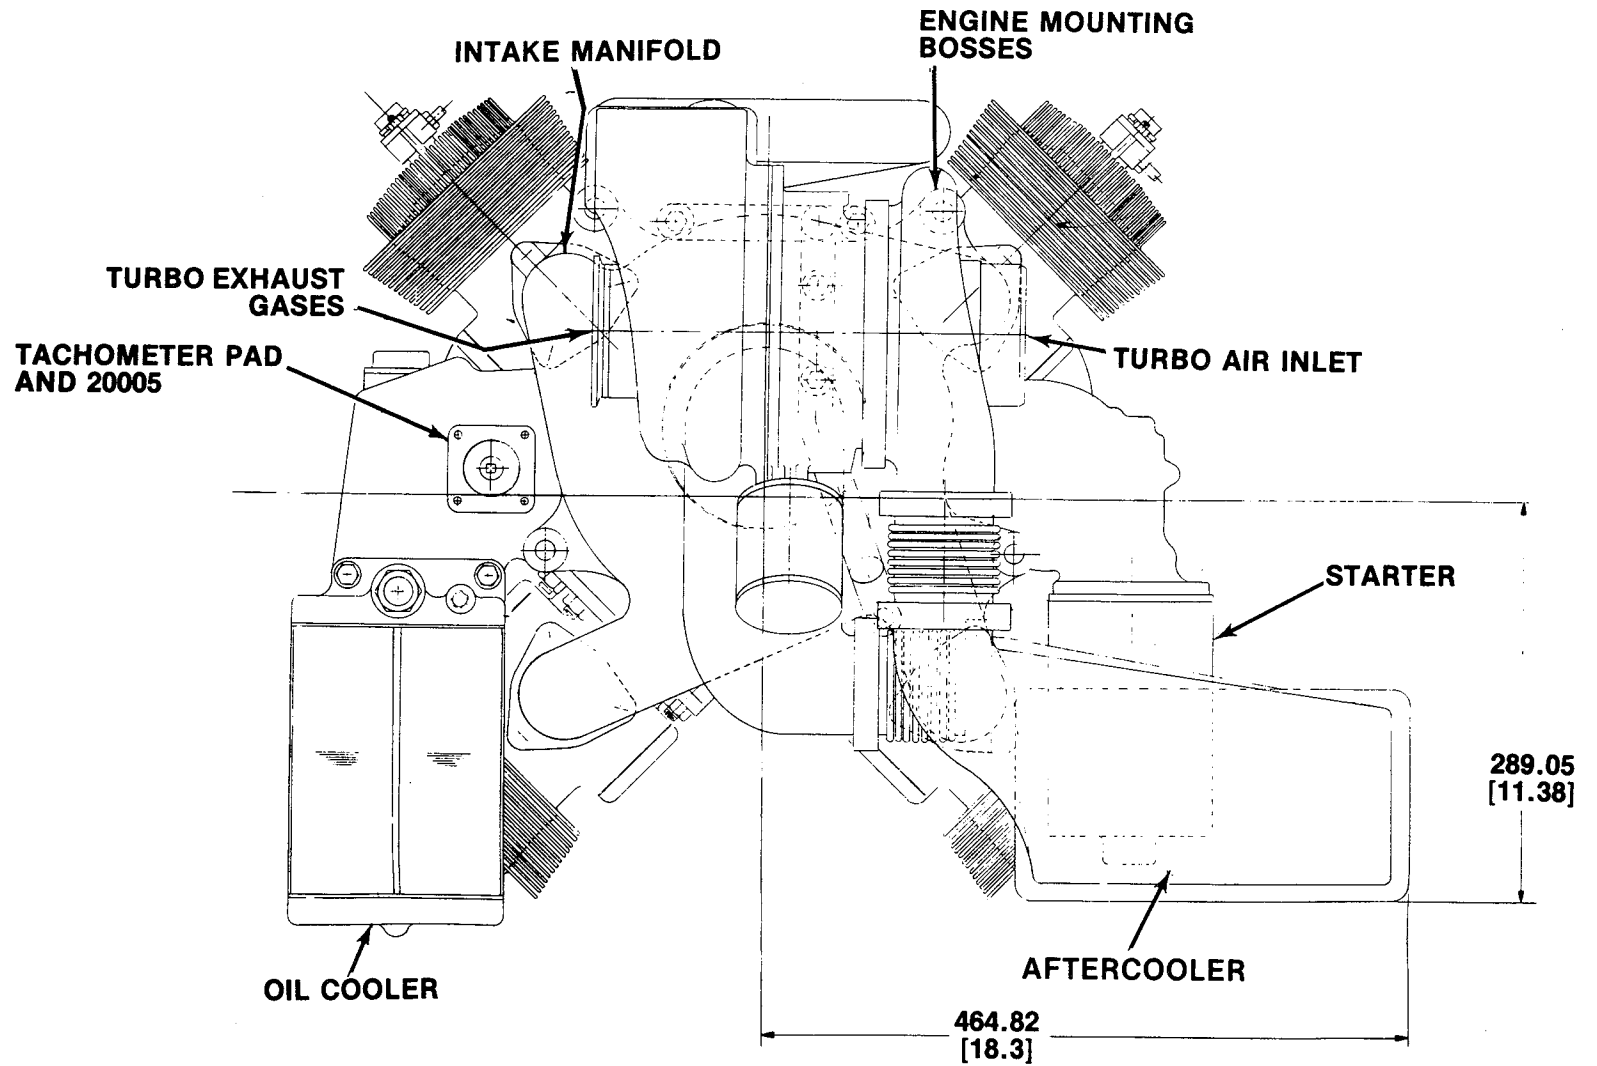 ENGINE MOUNTING
BOSSES
INTAKE MANIFOLD
TURBO EXHAUST
GASES
TACHOMETER PAD
AND 20005
TURBO AIR INLET
STARTER
289.05
[11.38]
AFTERCOOLER
OIL COOLER
464.82
[18.3]